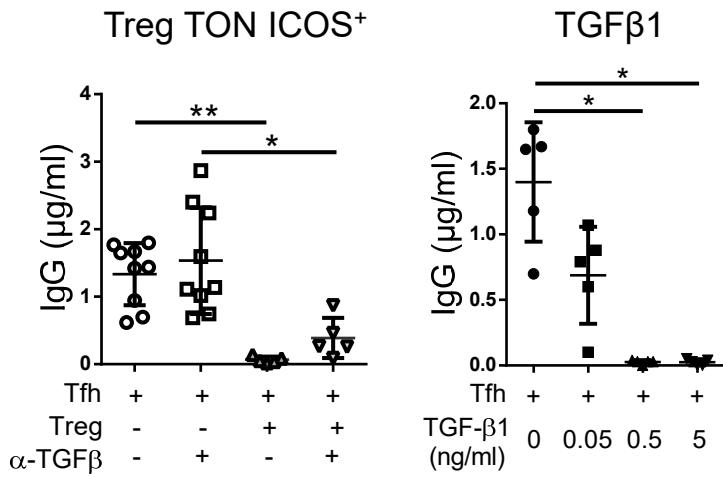 Treg TON ICOS⁺
TGFβ1
**
*
*
*
IgG (µg/ml)
4
3
2
1
0
IgG (µg/ml)
2.0
1.5
1.0
0.5
0.0
Tfh + + + +
Treg - - + +
α-TGFβ - + - +
Tfh + + + +
TGF-β1 0 0.05 0.5 5
(ng/ml)